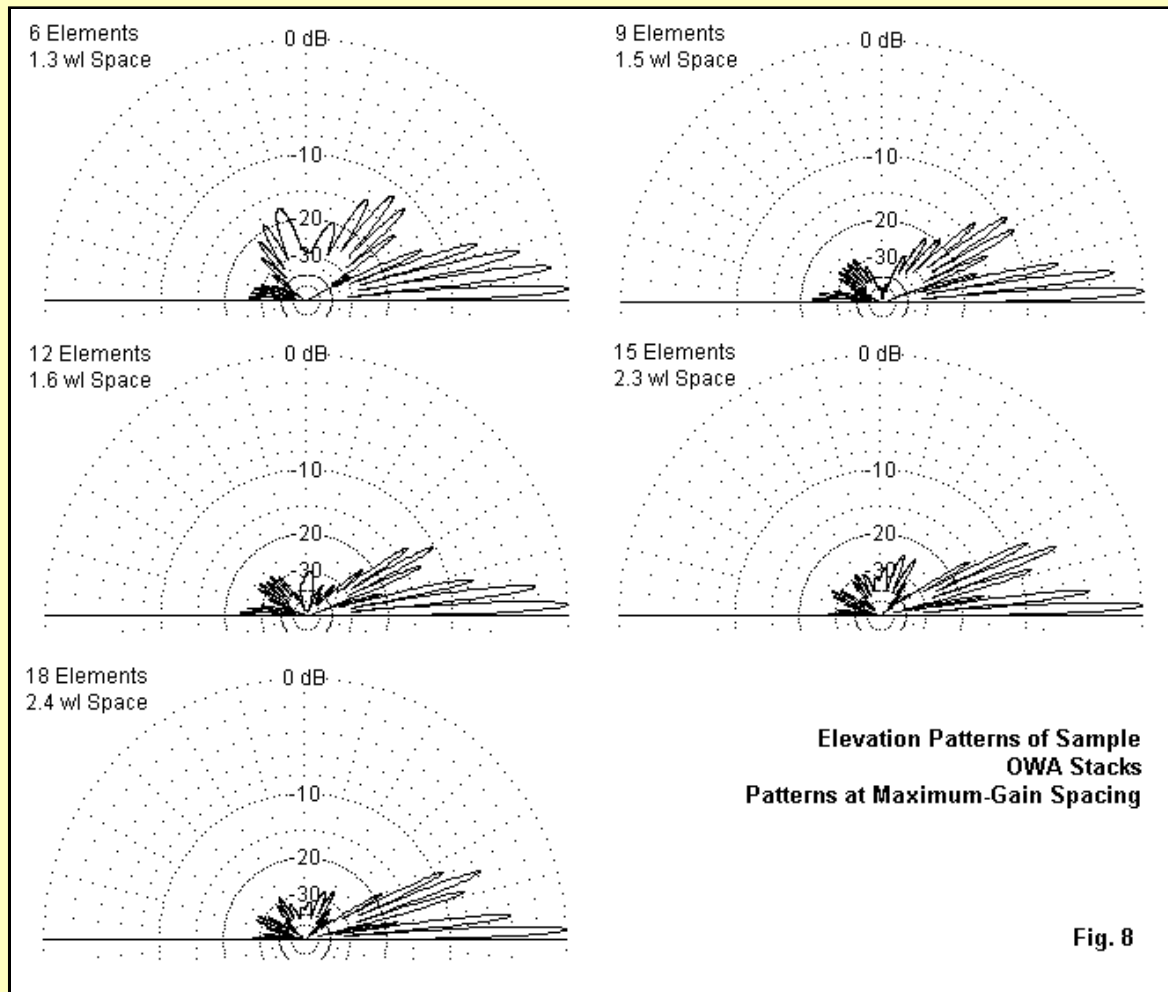 6 Elements
1.3 wl Space
0 dB
-10
-20
-30
9 Elements
1.5 wl Space
0 dB
-10
-20
-30
12 Elements
1.6 wl Space
0 dB
-10
-20
-30
15 Elements
2.3 wl Space
0 dB
-10
-20
-30
18 Elements
2.4 wl Space
0 dB
-10
-20
-30
Elevation Patterns of Sample
OWA Stacks
Patterns at Maximum-Gain Spacing
Fig. 8